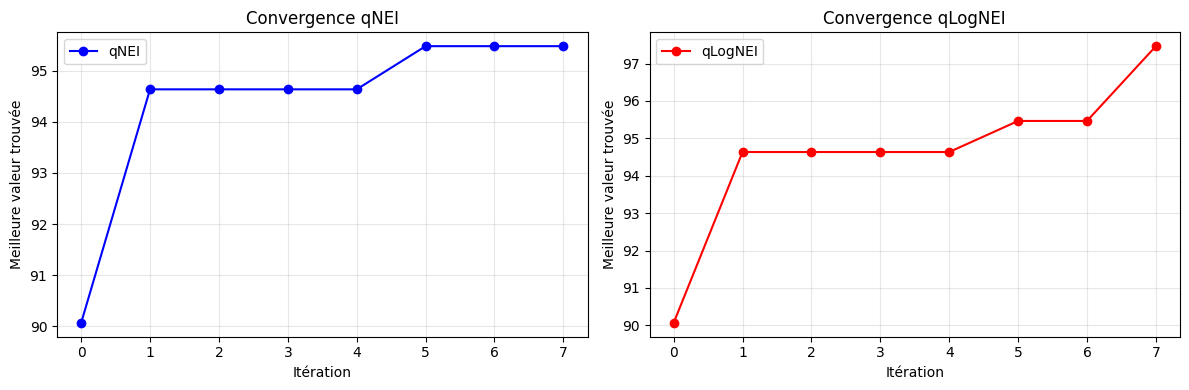 Convergence qNEI
qNEI
95
94
93
92
91
90
Meilleure valeur trouvée
0 1 2 3 4 5 6 7
Itération
Convergence qLogNEI
qLogNEI
97
96
95
94
93
92
91
90
Meilleure valeur trouvée
0 1 2 3 4 5 6 7
Itération